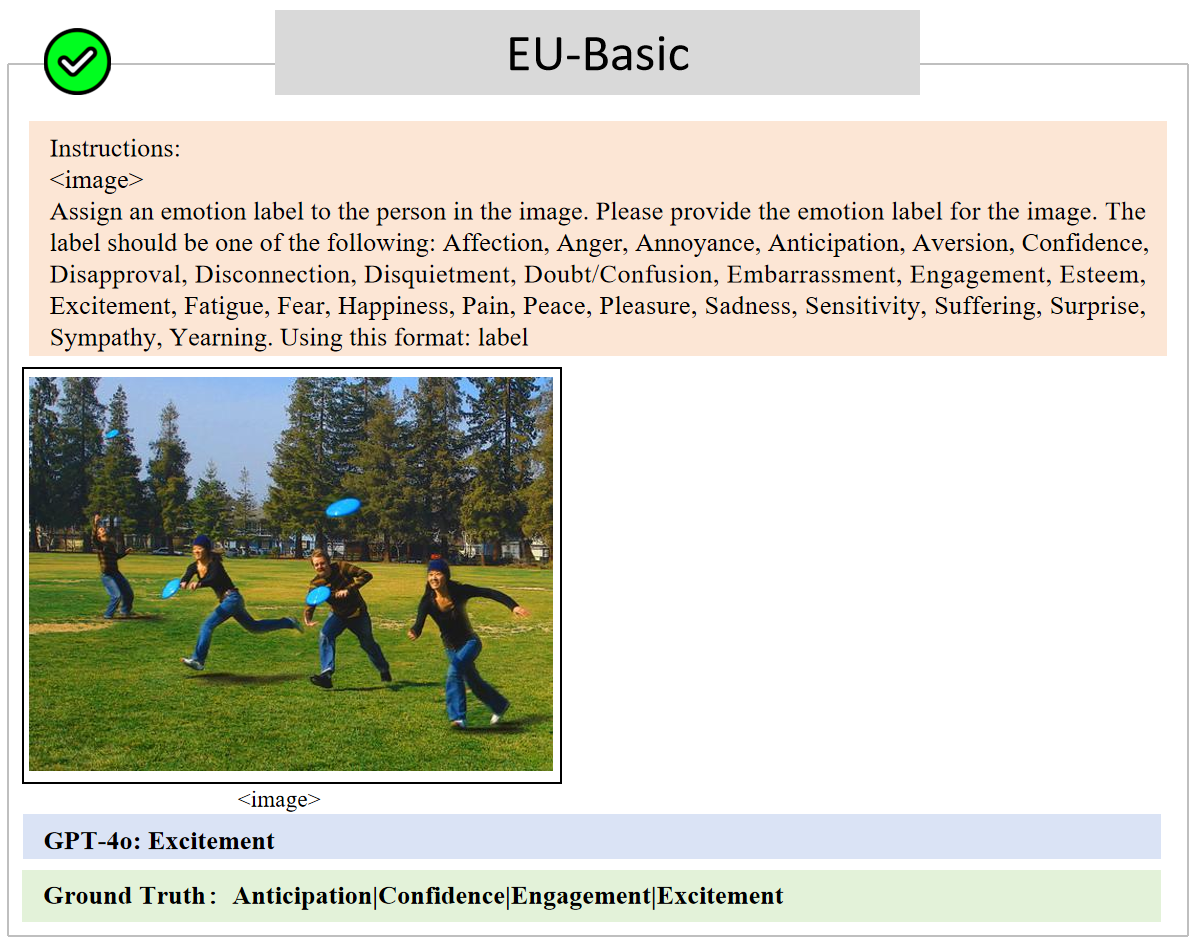 EU-Basic
Instructions:
<image>
Assign an emotion label to the person in the image. Please provide the emotion label for the image. The
label should be one of the following: Affection, Anger, Annoyance, Anticipation, Aversion, Confidence,
Disapproval, Disconnection, Disquietment, Doubt/Confusion, Embarrassment, Engagement, Esteem,
Excitement, Fatigue, Fear, Happiness, Pain, Peace, Pleasure, Sadness, Sensitivity, Suffering, Surprise,
Sympathy, Yearning. Using this format: label
<image>
GPT-4o: Excitement
Ground Truth: Anticipation|Confidence|Engagement|Excitement